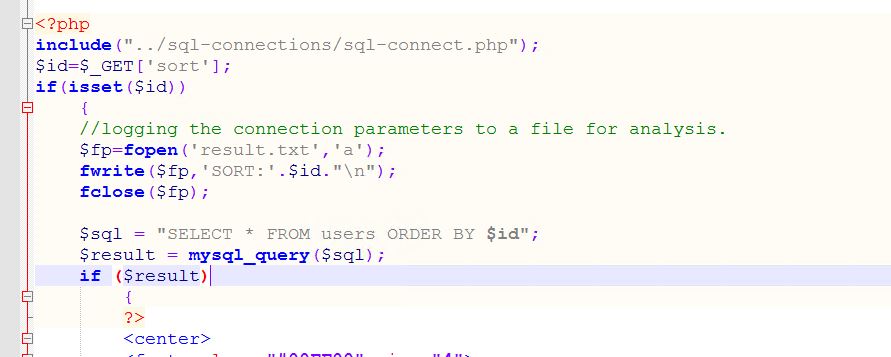 <?php
include("../sql-connections/sql-connect.php");
$id=$_GET['sort'];
if(isset($id))
{
//logging the connection parameters to a file for analysis.
$fp=fopen('result.txt','a');
fwrite($fp,'SORT:'.$id."\n");
fclose($fp);
$sql = "SELECT * FROM users ORDER BY $id";
$result = mysql_query($sql);
if ($result)
{
?>
<center>